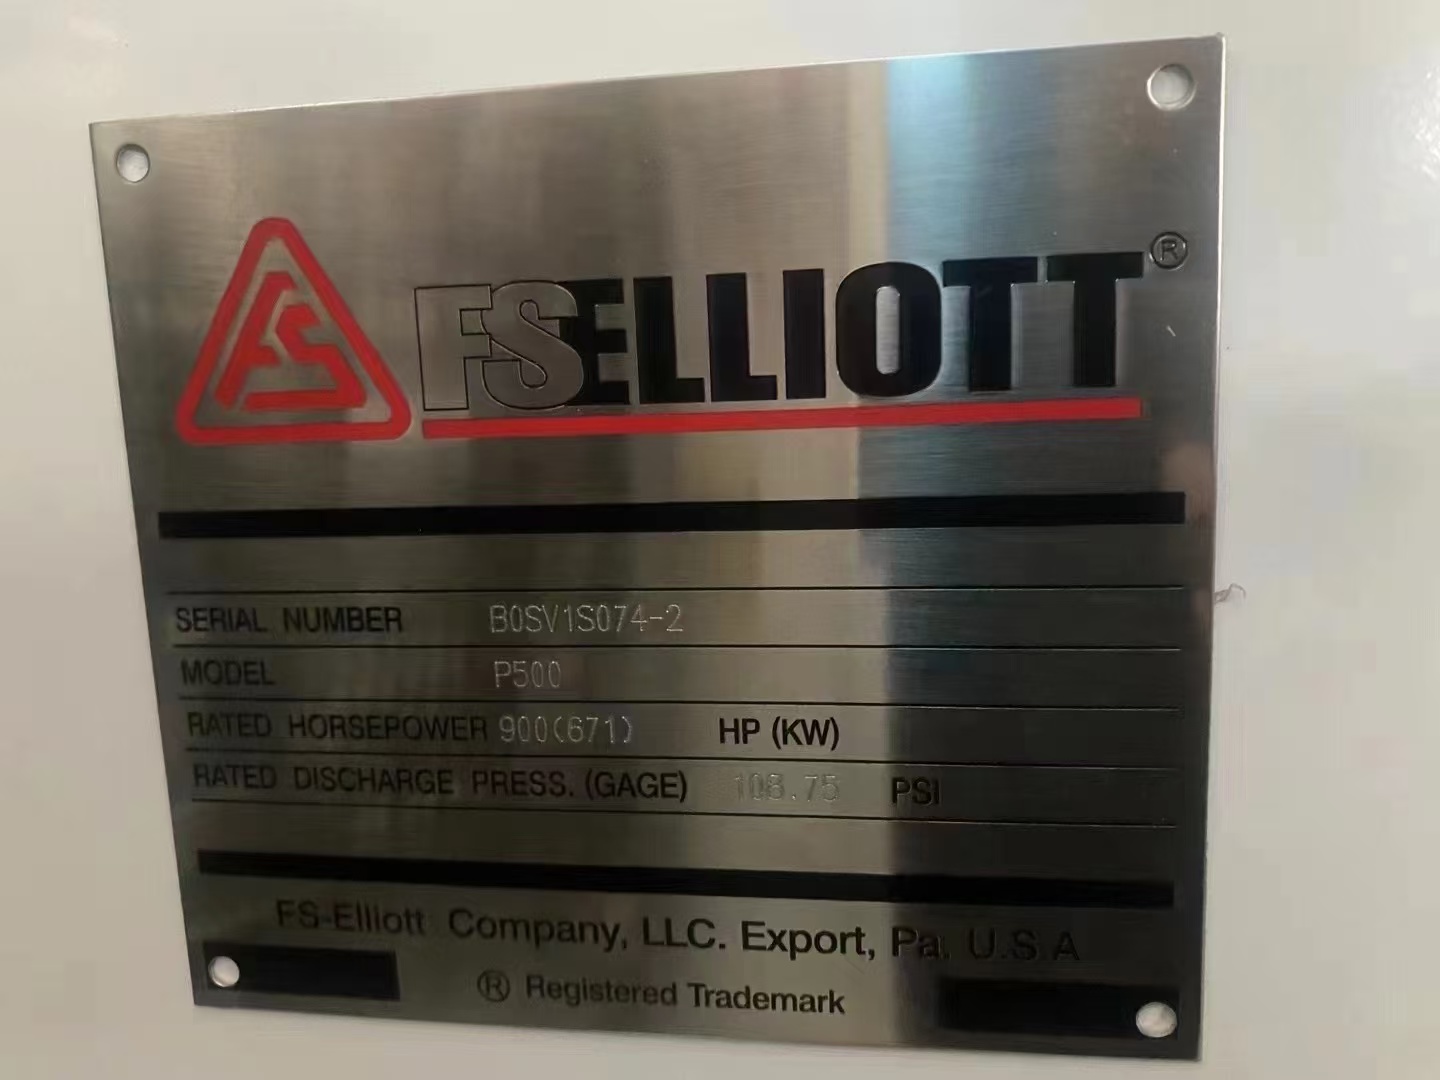 FS FSELLIOTT®
SERIAL NUMBER B0SV1S074-2
MODEL P500
RATED HORSEPOWER 900(671) HP (KW)
RATED DISCHARGE PRESS. (GAGE) 108.75 PSI
FS-Elliott Company, LLC. Export, Pa. U.S.A
® Registered Trademark